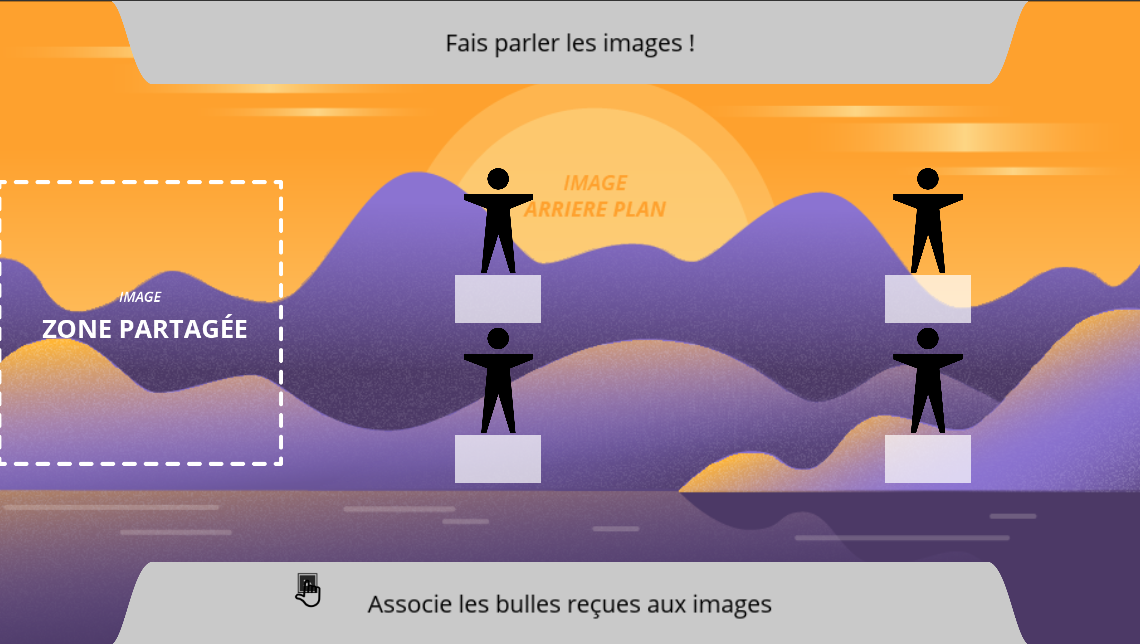 Fais parler les images !
IMAGE
ARRIERE PLAN
IMAGE
ZONE PARTAGÉE
Associe les bulles reçues aux images